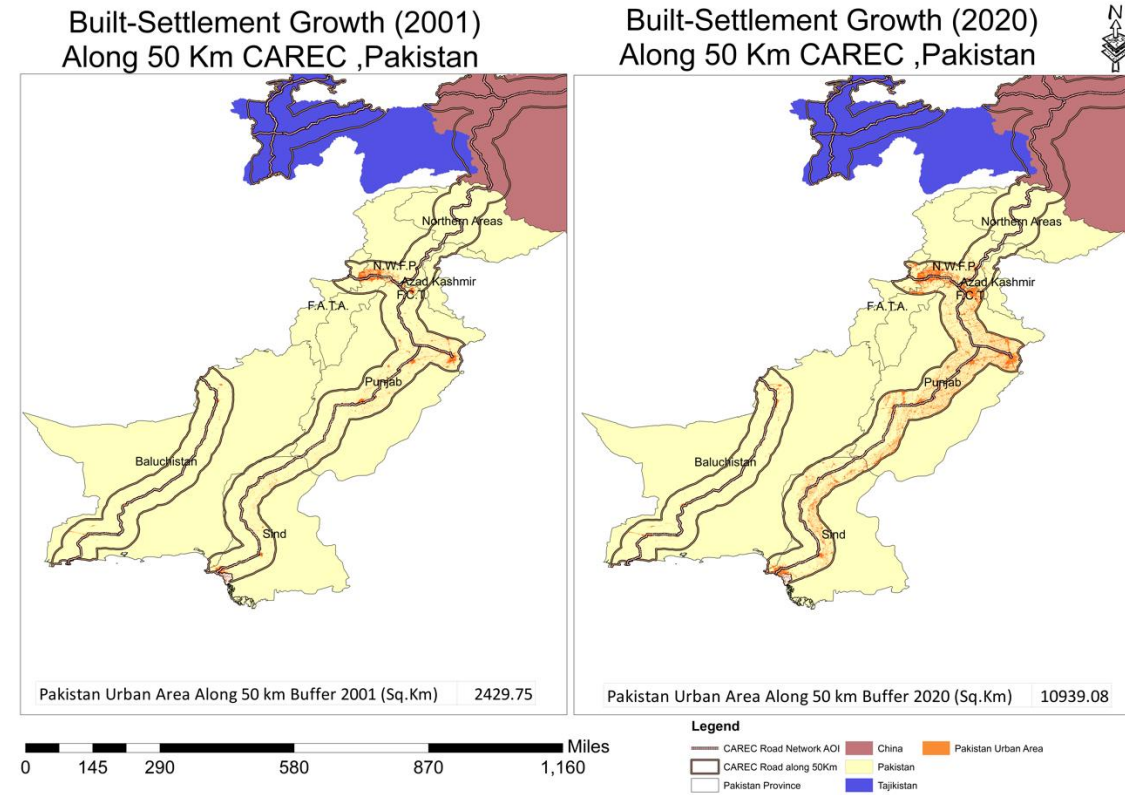 Built-Settlement Growth (2001)
Along 50 Km CAREC ,Pakistan
Northern Areas
N.W.F.P.
Azad Kashmir
F.C.T.
F.A.T.A.
Punjab
Baluchistan
Sind
Pakistan Urban Area Along 50 km Buffer 2001 (Sq.Km) 2429.75
Built-Settlement Growth (2020)
Along 50 Km CAREC ,Pakistan
N
Northern Areas
N.W.F.P.
Azad Kashmir
F.C.T.
F.A.T.A.
Punjab
Baluchistan
Sind
Pakistan Urban Area Along 50 km Buffer 2020 (Sq.Km) 10939.08
Miles
0 145 290 580 870 1,160
Legend
CAREC Road Network AOI
CAREC Road along 50Km
Pakistan Province
China
Pakistan
Tajikistan
Pakistan Urban Area